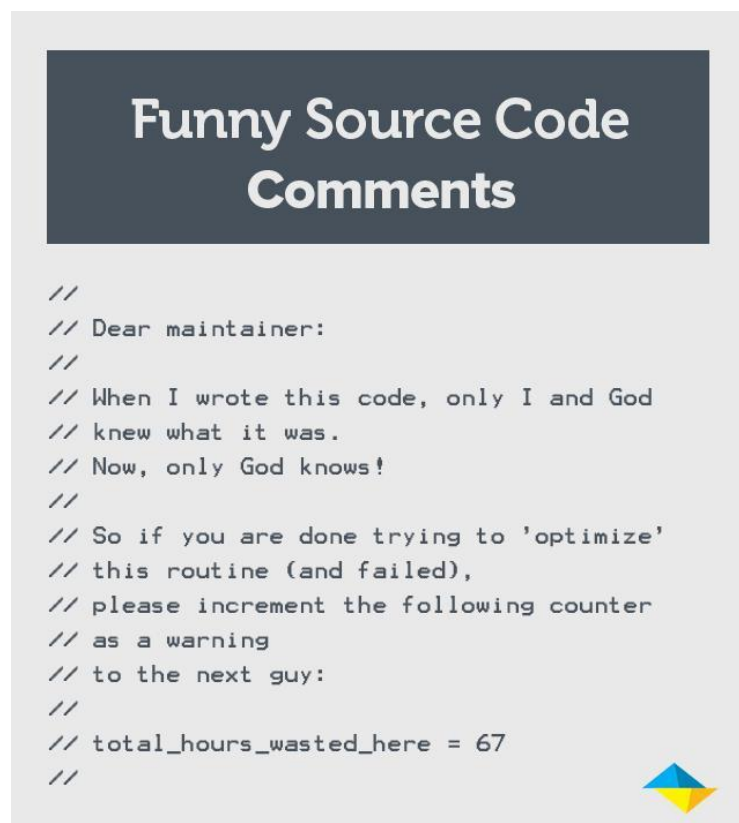 Funny Source Code
Comments
//
// Dear maintainer:
//
// When I wrote this code, only I and God
// knew what it was.
// Now, only God knows!
//
// So if you are done trying to 'optimize'
// this routine (and failed),
// please increment the following counter
// as a warning
// to the next guy:
//
// total_hours_wasted_here = 67
//